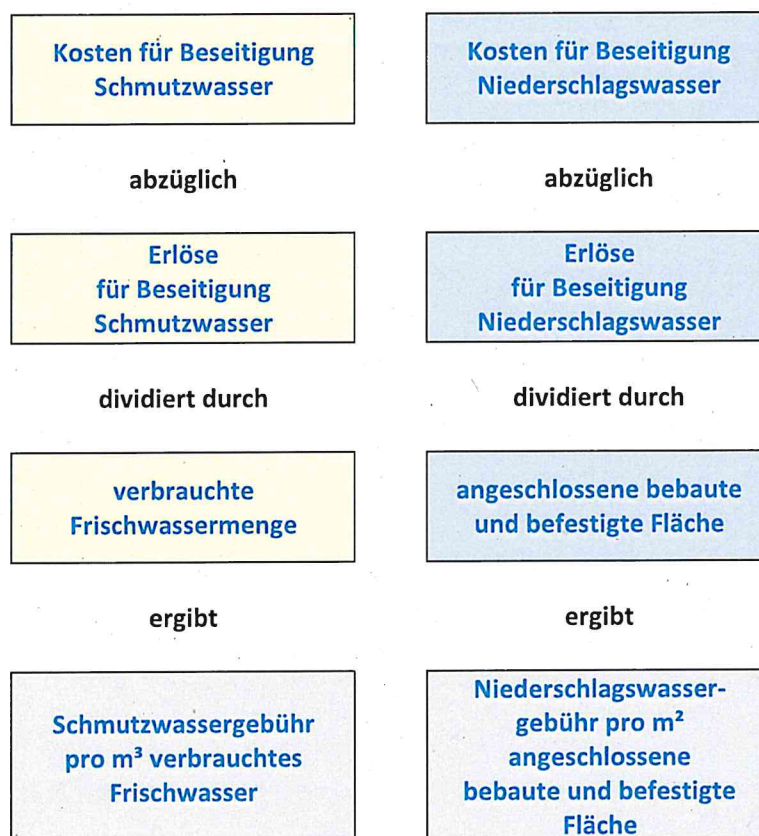 Kosten für Beseitigung
Schmutzwasser
abzüglich
Erlöse
für Beseitigung
Schmutzwasser
dividiert durch
verbrauchte
Frischwassermenge
ergibt
Schmutzwassergebühr
pro m³ verbrauchtes
Frischwasser
Kosten für Beseitigung
Niederschlagswasser
abzüglich
Erlöse
für Beseitigung
Niederschlagswasser
dividiert durch
angeschlossene bebaute
und befestigte Fläche
ergibt
Niederschlagswasser-
gebühr pro m²
angeschlossene
bebaute und befestigte
Fläche